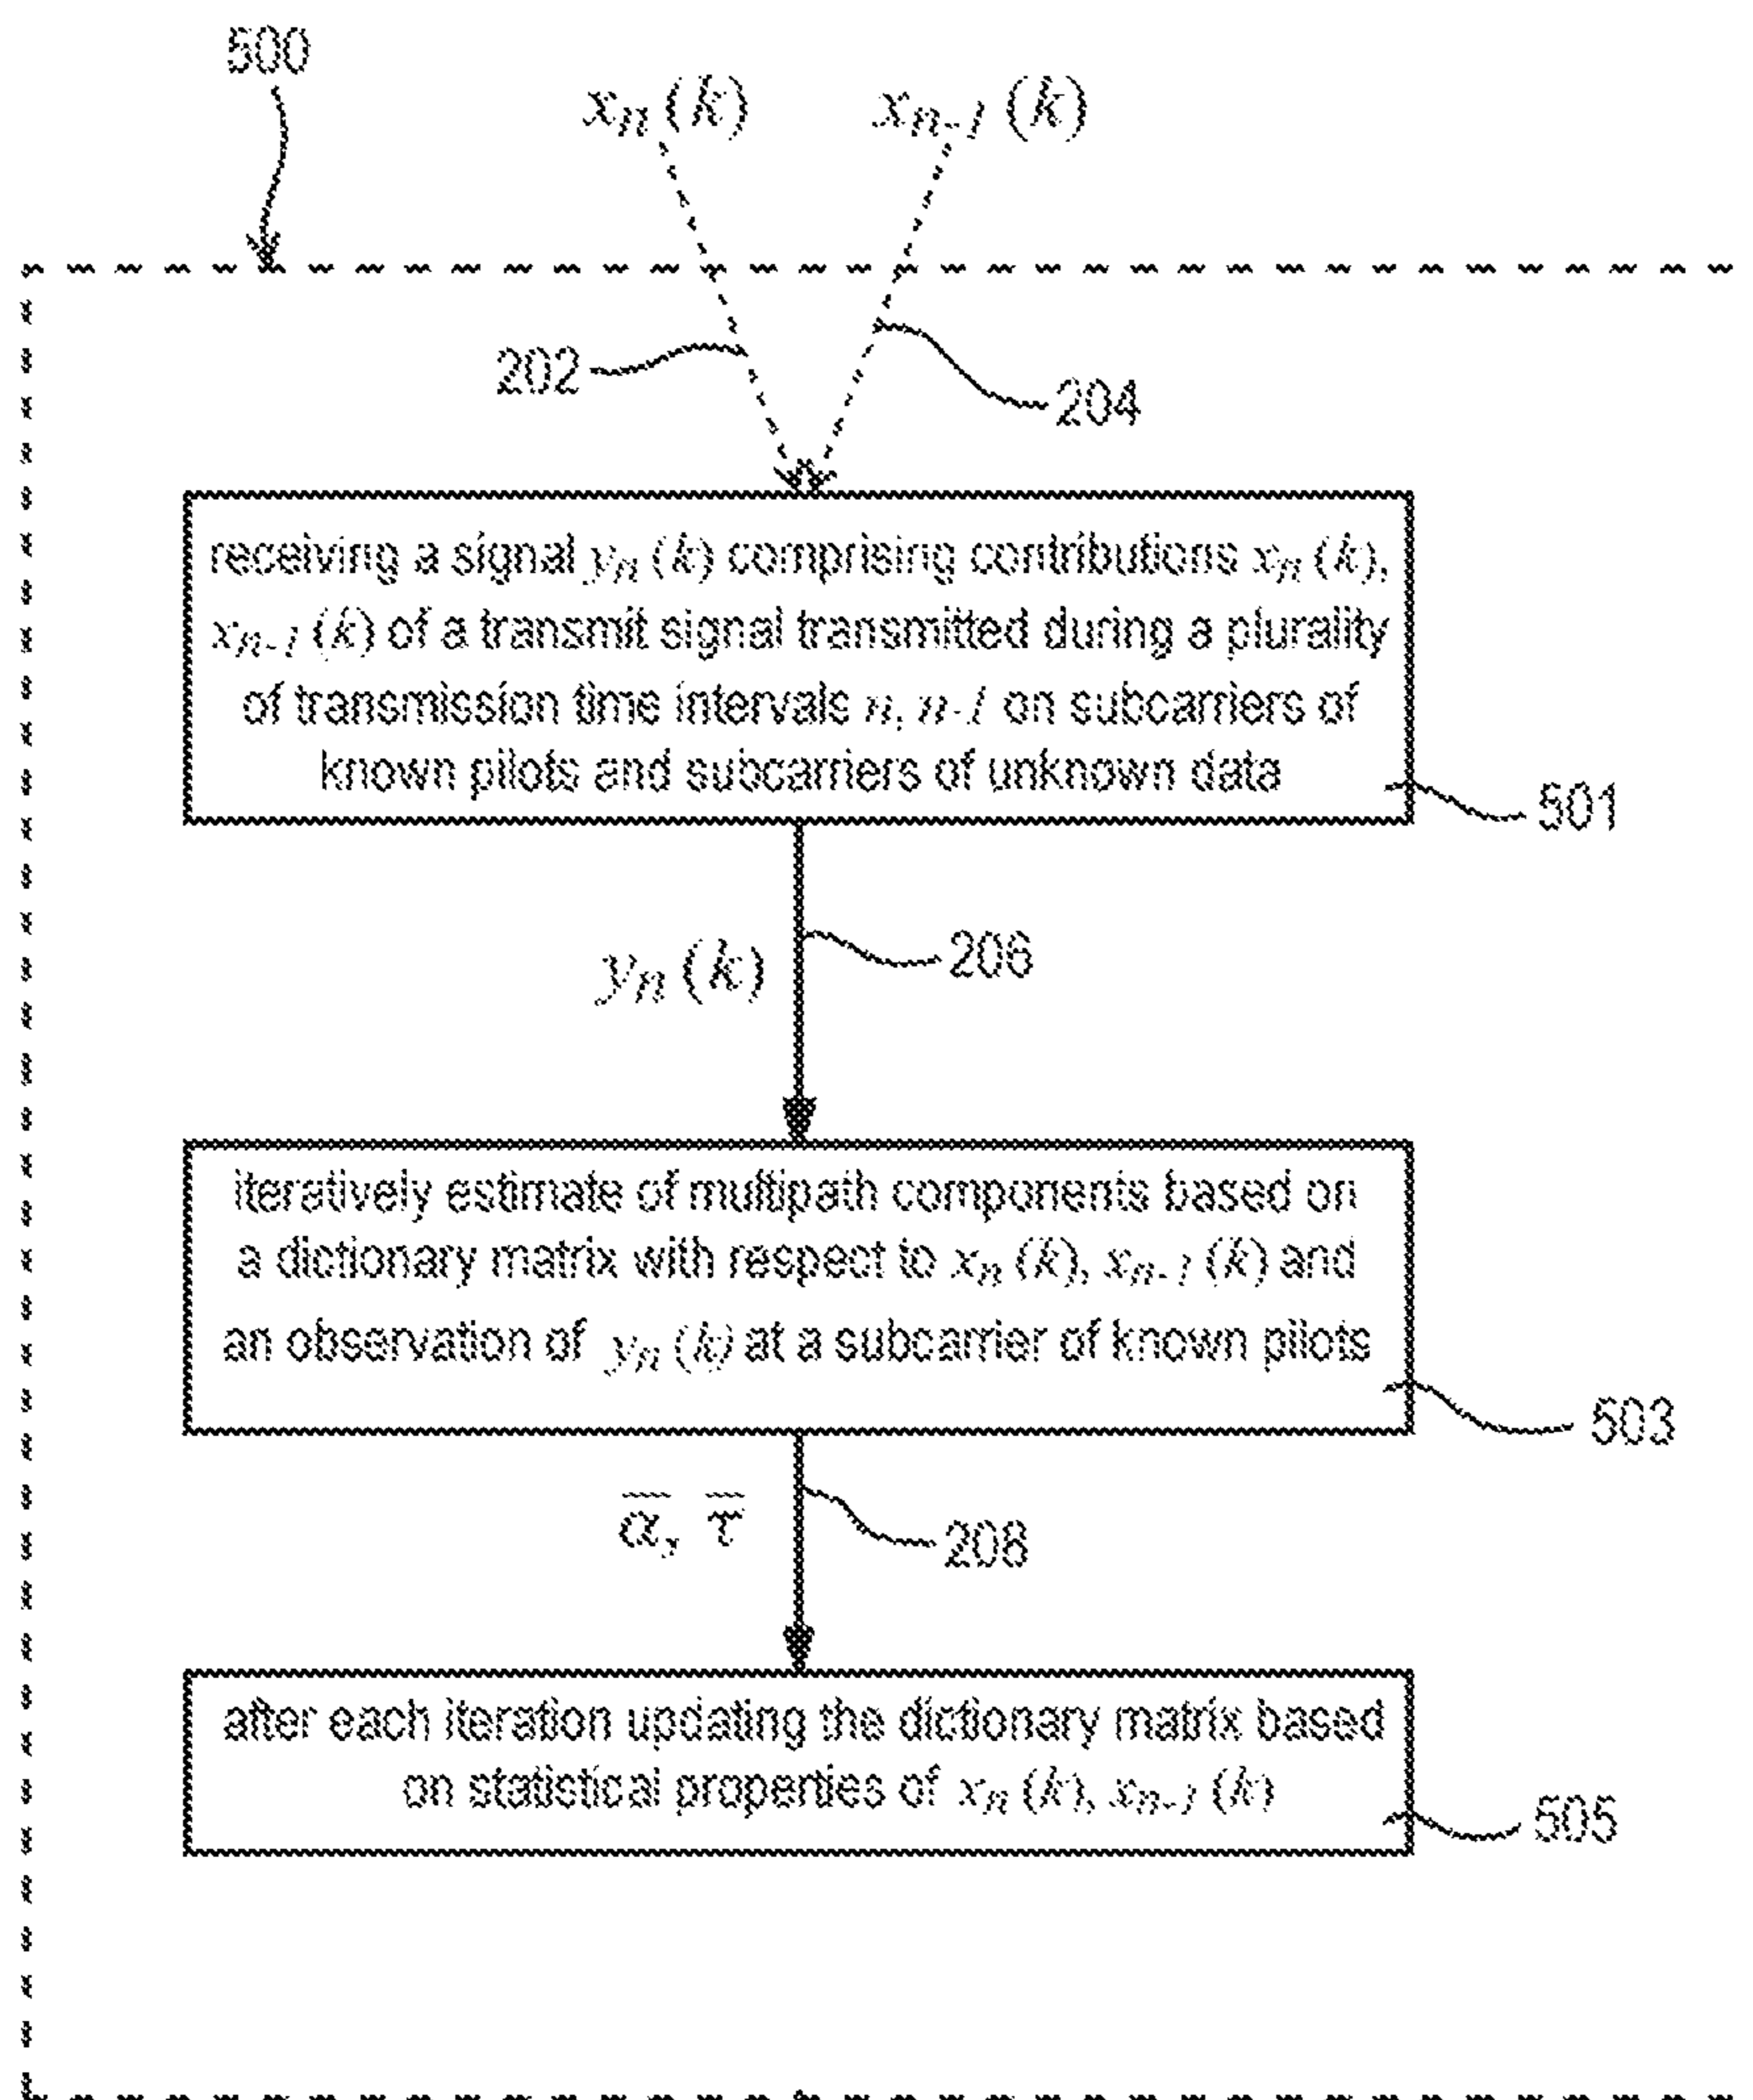 500
xₙ (k) xₙ₋₁ (k)
202
204
receiving a signal yₙ (k) comprising contributions xₙ (k),
xₙ₋₁ (k) of a transmit signal transmitted during a plurality
of transmission time intervals n, n-1 on subcarriers of
known pilots and subcarriers of unknown data
501
206
yₙ (k)
iteratively estimate of multipath components based on
a dictionary matrix with respect to xₙ (k), xₙ₋₁ (k) and
an observation of yₙ (k) at a subcarrier of known pilots
503
α̅, τ̅
208
after each iteration updating the dictionary matrix based
on statistical properties of xₙ (k), xₙ₋₁ (k)
505